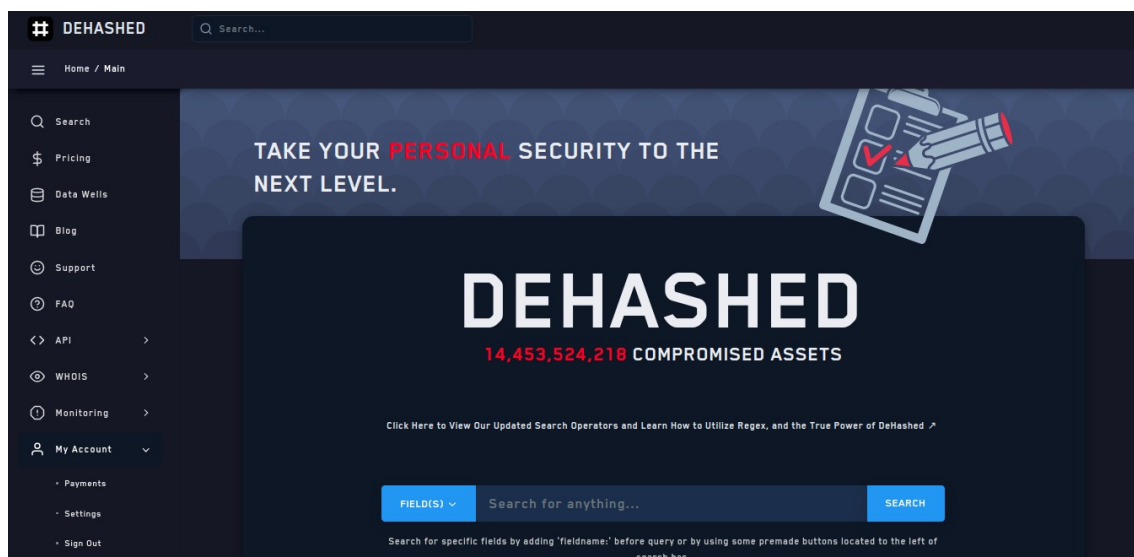 DEHASHED
Search...
Home / Main
Search
Pricing
Data Wells
Blog
Support
FAQ
API
WHOIS
Monitoring
My Account
Payments
Settings
Sign Out
TAKE YOUR PERSONAL SECURITY TO THE
NEXT LEVEL.
DEHASHED
14,453,524,218 COMPROMISED ASSETS
Click Here to View Our Updated Search Operators and Learn How to Utilize Regex, and the True Power of DeHashed ↗
FIELD(S)
Search for anything...
SEARCH
Search for specific fields by adding 'fieldname:' before query or by using some premade buttons located to the left of
search bar